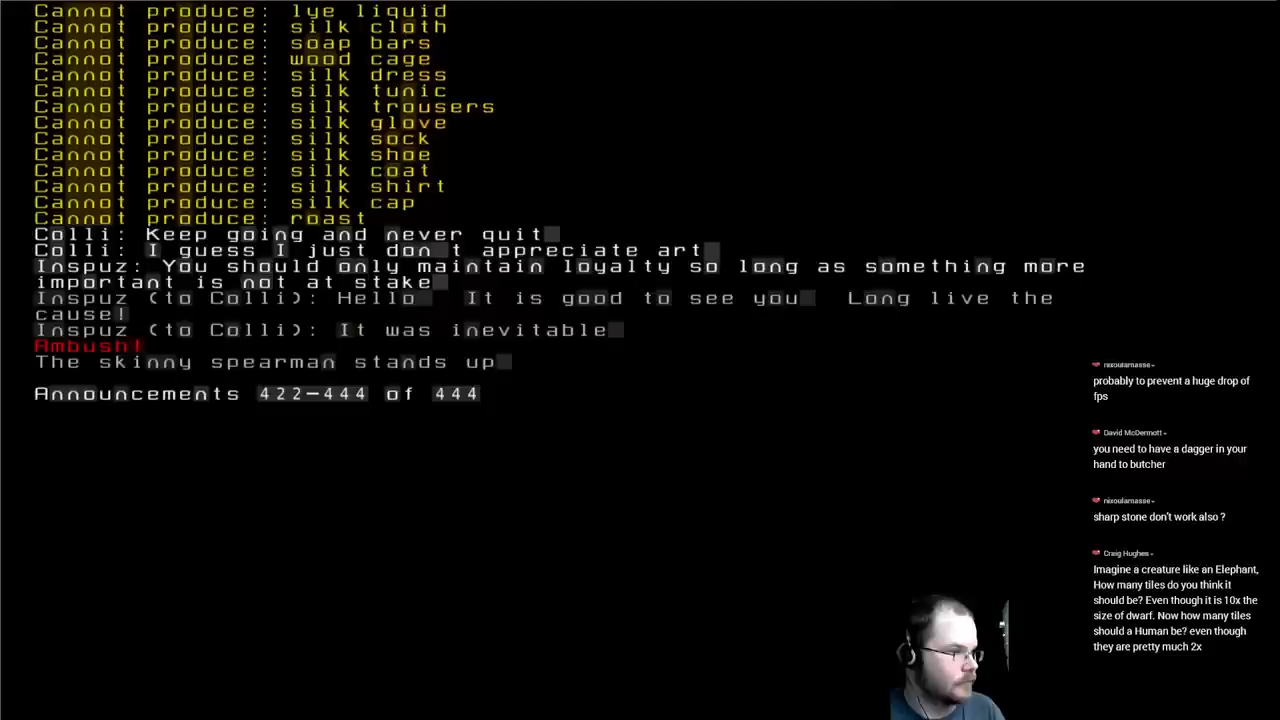 Cannot produce: lye liquid
Cannot produce: silk cloth
Cannot produce: soap bars
Cannot produce: wood cage
Cannot produce: silk dress
Cannot produce: silk tunic
Cannot produce: silk trousers
Cannot produce: silk glove
Cannot produce: silk sock
Cannot produce: silk shoe
Cannot produce: silk coat
Cannot produce: silk shirt
Cannot produce: silk cap
Cannot produce: roast
Colli: Keep going and never quit
Colli: I guess I just don t appreciate art
Inspuz: You should only maintain loyalty so long as something more
important is not at stake
Inspuz (to Colli): Hello  It is good to see you  Long live the
cause!
Inspuz (to Colli): It was inevitable
Ambush!
The skinny spearman stands up
Announcements 422-444 of 444
probably to prevent a huge drop of
fps
David McDermott
you need to have a dagger in your
hand to butcher
sharp stone don't work also ?
Craig Hughes
Imagine a creature like an Elephant,
How many tiles do you think it
should be? Even though it is 10x the
size of dwarf. Now how many tiles
should a Human be? even though
they are pretty much 2x